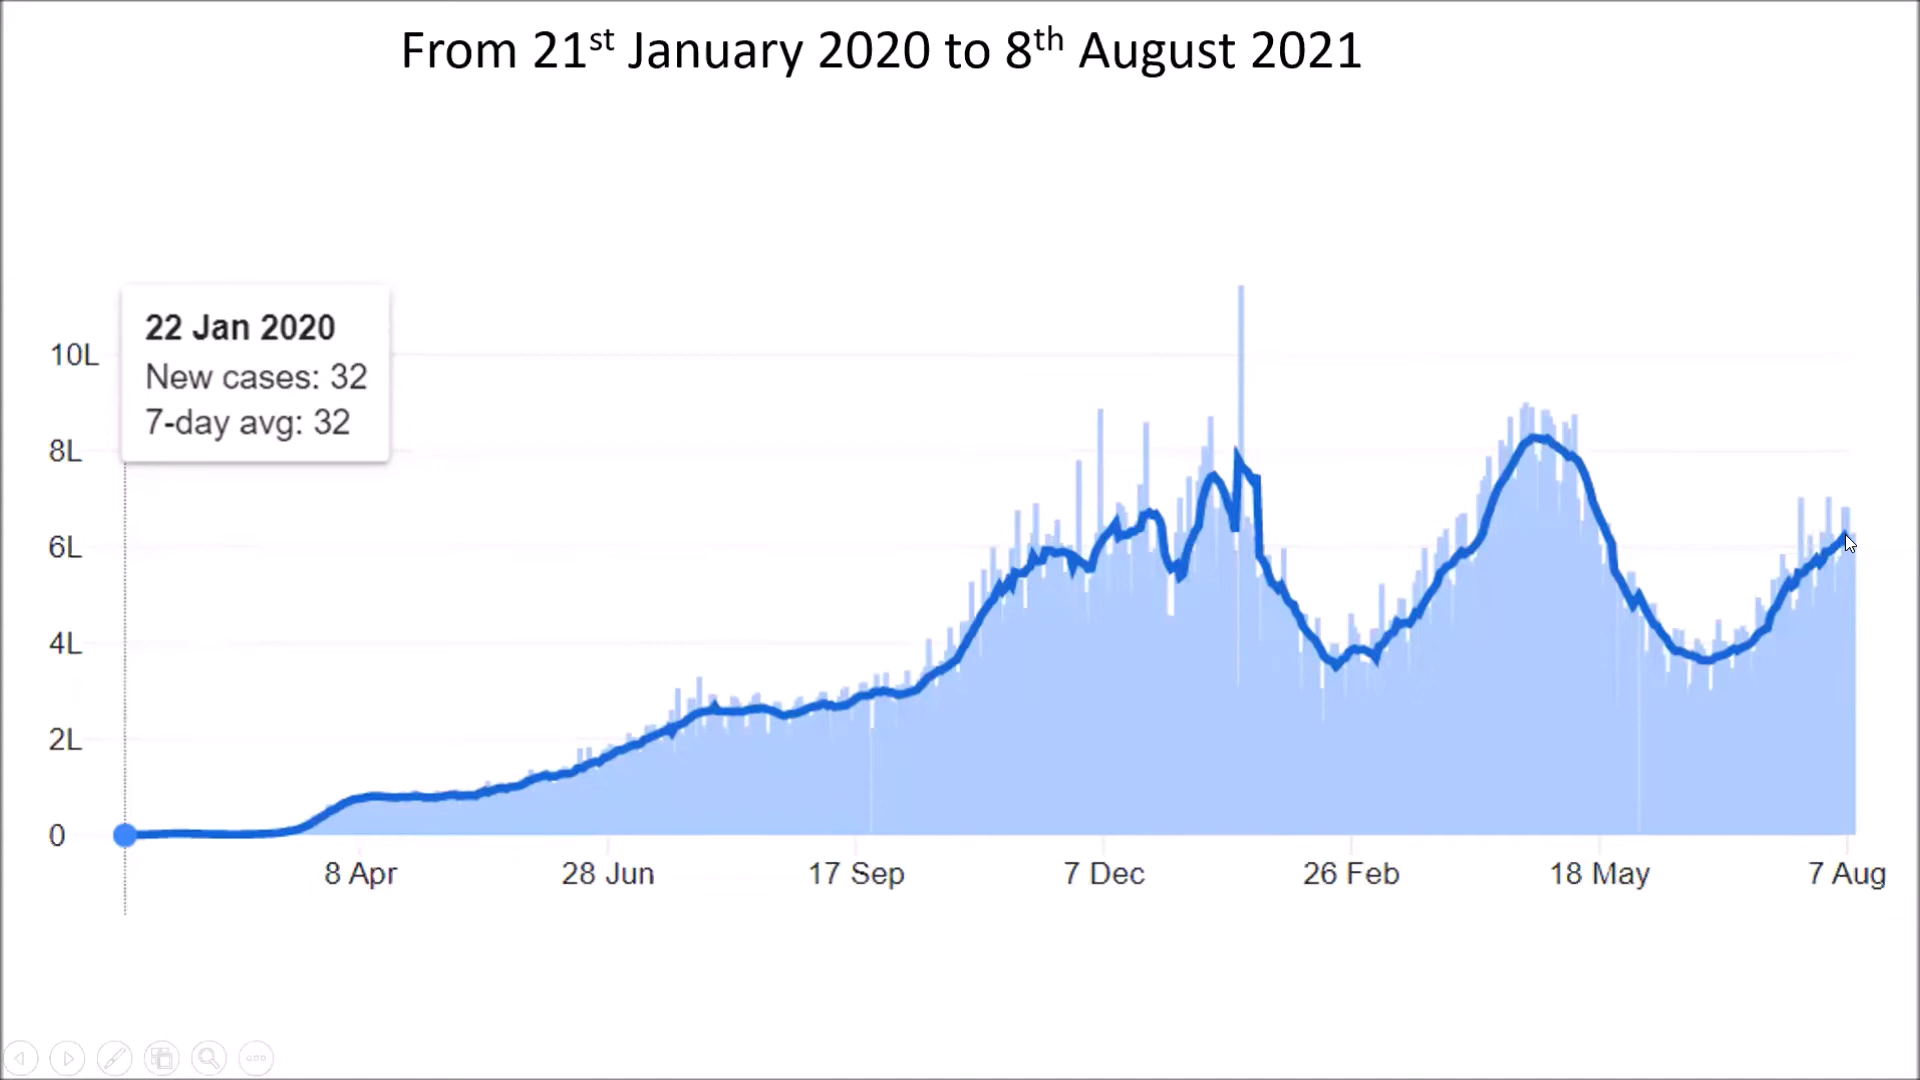 From 21st January 2020 to 8th August 2021
22 Jan 2020
New cases: 32
7-day avg: 32
10L
8L
6L
4L
2L
0
8 Apr 28 Jun 17 Sep 7 Dec 26 Feb 18 May 7 Aug